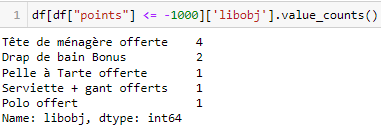 1 df[df["points"] <= -1000]['libobj'].value_counts()
Tête de ménagère offerte 4
Drap de bain Bonus 2
Pelle à Tarte offerte 1
Serviette + gant offerts 1
Polo offert 1
Name: libobj, dtype: int64